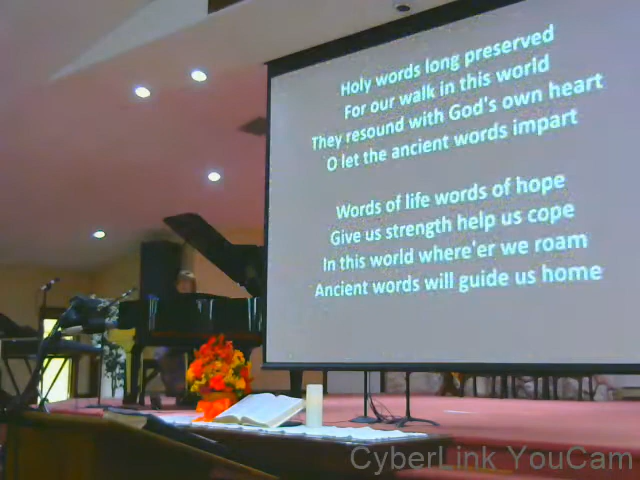 Holy words long preserved
For our walk in this world
They resound with God's own heart
O let the ancient words impart
Words of life words of hope
Give us strength help us cope
In this world where'er we roam
Ancient words will guide us home
CyberLink YouCam